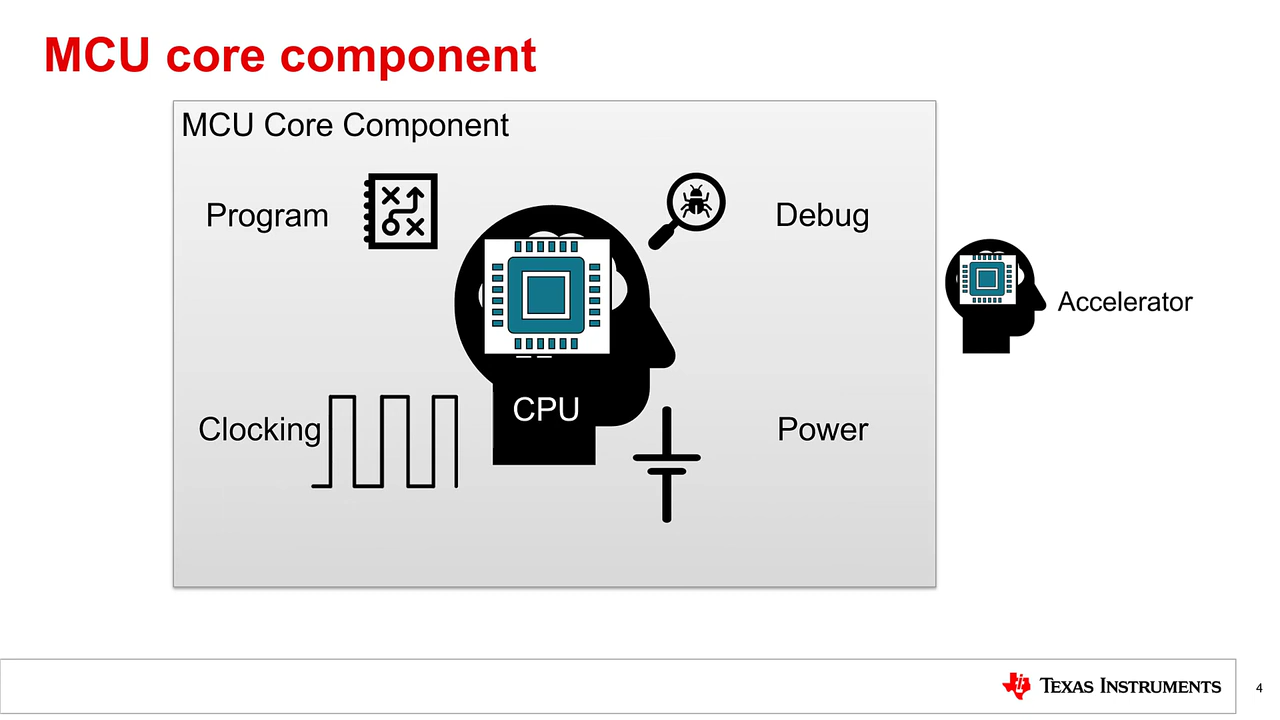 MCU core component
MCU Core Component
Program
Debug
Accelerator
CPU
Clocking
Power
TEXAS INSTRUMENTS
4